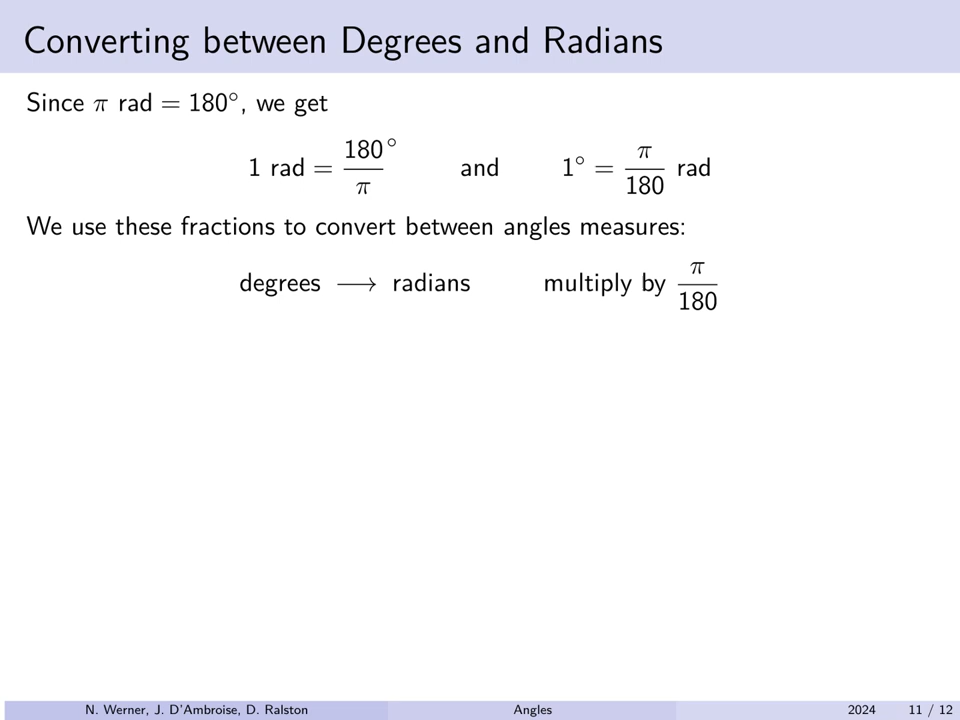 Converting between Degrees and Radians
Since π rad = 180°, we get
1 rad = 180/π ° and 1° = π/180 rad
We use these fractions to convert between angles measures:
degrees ⟶ radians multiply by π/180
N. Werner, J. D'Ambroise, D. Ralston Angles 2024 11 / 12